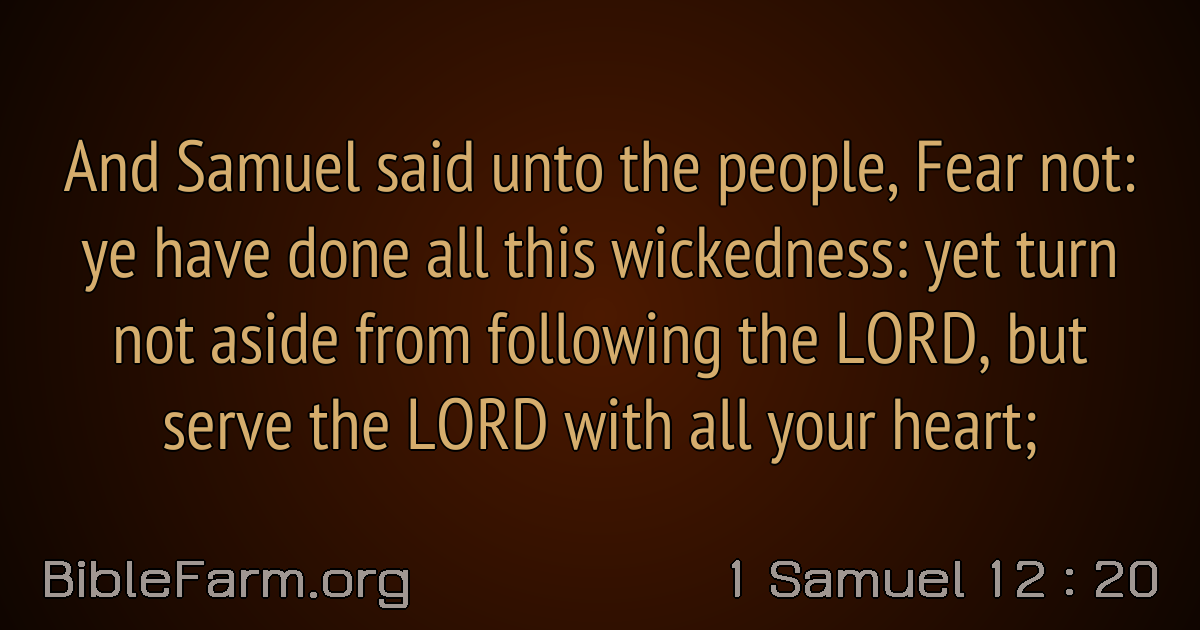 And Samuel said unto the people, Fear not:
ye have done all this wickedness: yet turn
not aside from following the LORD, but
serve the LORD with all your heart;
BibleFarm.org
1 Samuel 12 : 20